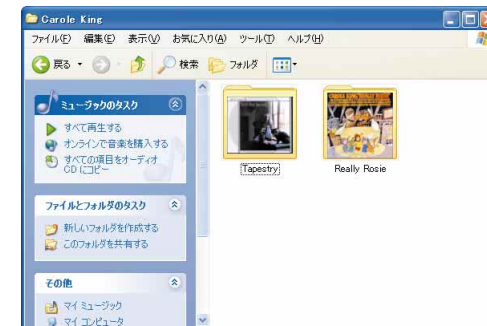 Carole King
ファイル(F) 編集(E) 表示(V) お気に入り(A) ツール(T) ヘルプ(H)
戻る 検索 フォルダ
ミュージックのタスク
すべて再生する
オンラインで音楽を購入する
すべての項目をオーディオ
CD にコピー
Tapestry
Really Rosie
ファイルとフォルダのタスク
新しいフォルダを作成する
このフォルダを共有する
その他
マイ ミュージック
マイ コンピュータ